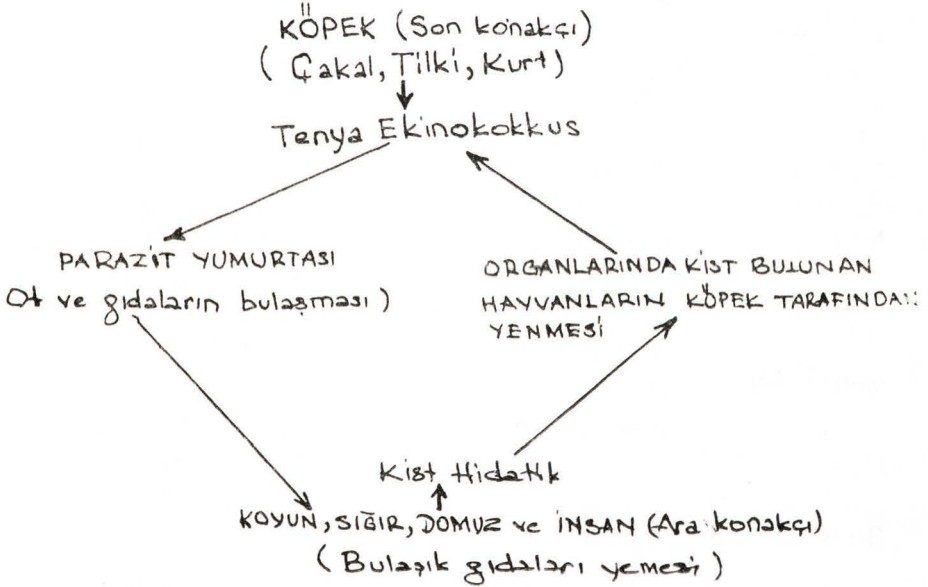 KÖPEK (Son konakçı)
( Çakal, Tilki, Kurt)
Tenya Ekinokokkus
PARAZİT YUMURTASI
Ot ve gıdaların bulaşması )
ORGANLARINDA KİST BULUNAN
HAYVANLARIN KÖPEK TARAFINDA
YENMESİ
Kist Hidatik
KOYUN, SIĞIR, DOMUZ ve İNSAN (Ara konakçı)
( Bulaşık gıdaları yemesi )